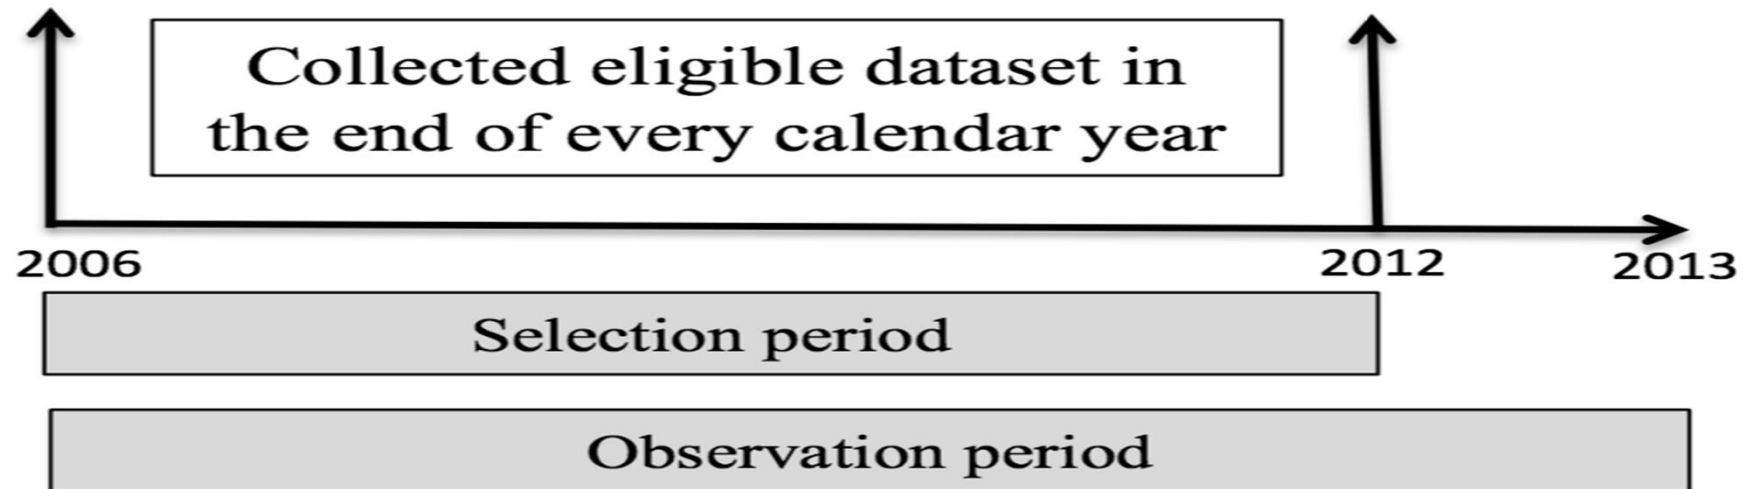 Collected eligible dataset in
the end of every calendar year
2006
2012
2013
Selection period
Observation period